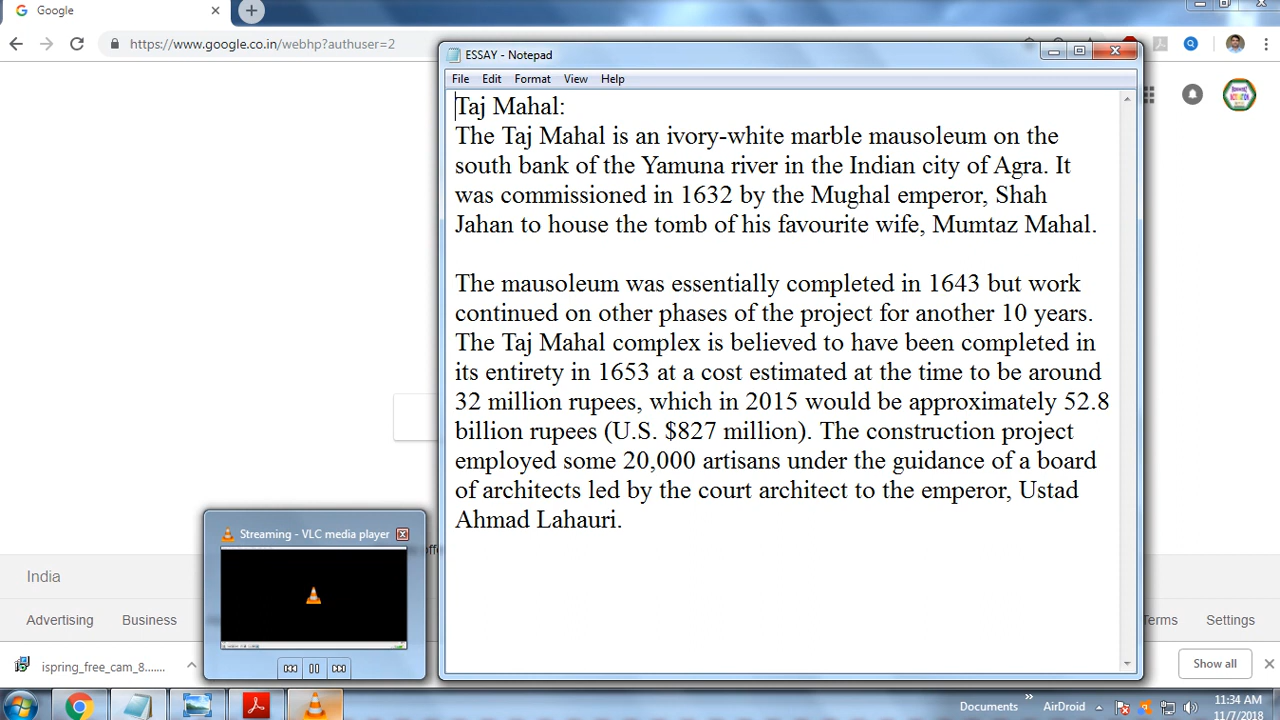 Google
https://www.google.co.in/webhp?authuser=2
ESSAY - Notepad
File Edit Format View Help
Taj Mahal:
The Taj Mahal is an ivory-white marble mausoleum on the
south bank of the Yamuna river in the Indian city of Agra. It
was commissioned in 1632 by the Mughal emperor, Shah
Jahan to house the tomb of his favourite wife, Mumtaz Mahal.
The mausoleum was essentially completed in 1643 but work
continued on other phases of the project for another 10 years.
The Taj Mahal complex is believed to have been completed in
its entirety in 1653 at a cost estimated at the time to be around
32 million rupees, which in 2015 would be approximately 52.8
billion rupees (U.S. $827 million). The construction project
employed some 20,000 artisans under the guidance of a board
of architects led by the court architect to the emperor, Ustad
Ahmad Lahauri.
Streaming - VLC media player
India
Advertising Business
Terms Settings
ispring_free_cam_8......
Show all
Documents
AirDroid
11:34 AM
11/7/2018